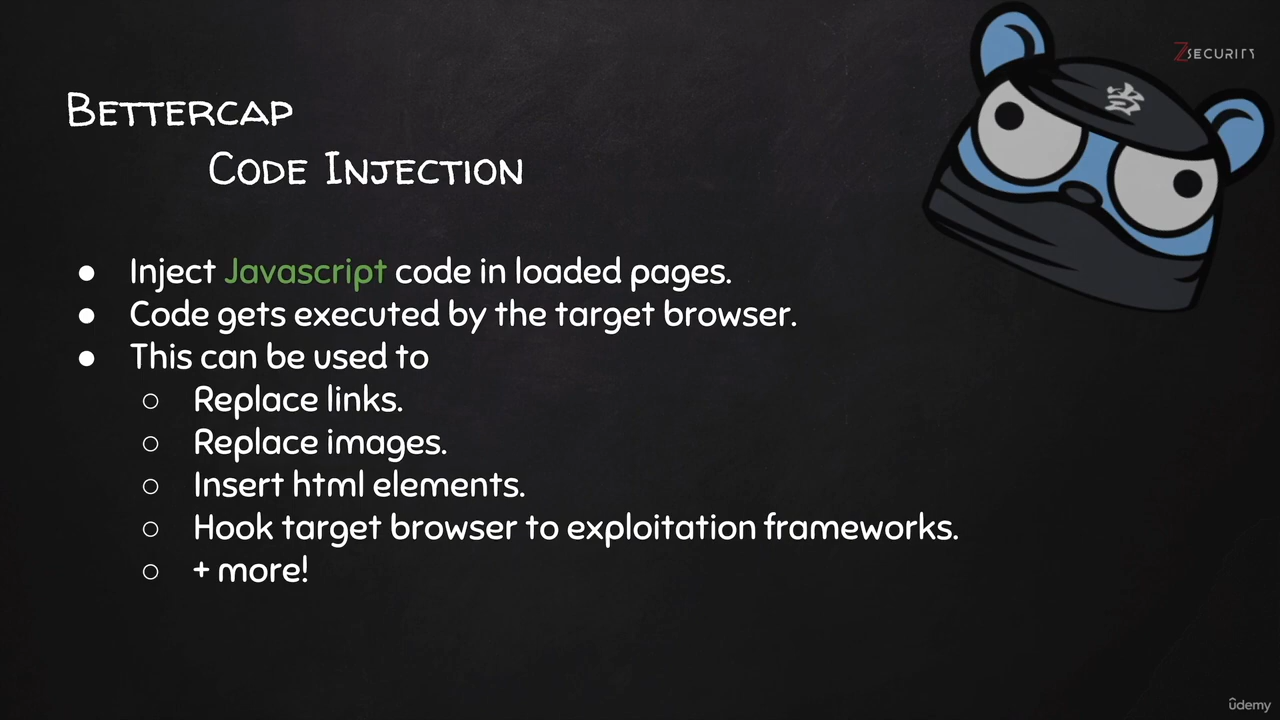 ZSECURITY
BETTERCAP
CODE INJECTION
● Inject Javascript code in loaded pages.
● Code gets executed by the target browser.
● This can be used to
○ Replace links.
○ Replace images.
○ Insert html elements.
○ Hook target browser to exploitation frameworks.
○ + more!
ûdemy